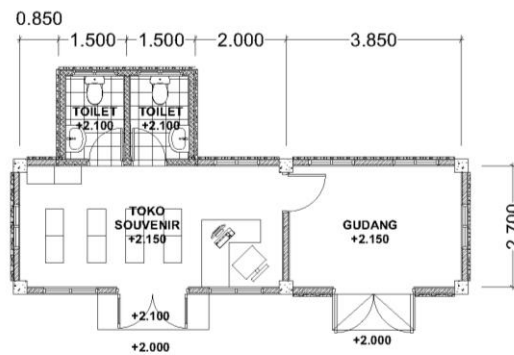 0.850
1.500 1.500 2.000 3.850
TOILET TOILET
+2.100 +2.100
TOKO
SOUVENIR
+2.150
GUDANG
+2.150
2.700
+2.100
+2.000
+2.000